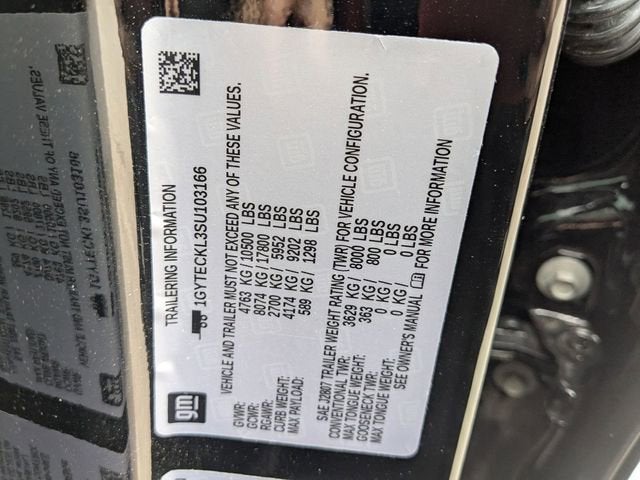 TRAILERING INFORMATION
1GYTECKL3SU103166
gm
VEHICLE AND TRAILER MUST NOT EXCEED ANY OF THESE VALUES.
GVWR: 4763 KG / 10500 LBS
GCWR: 8074 KG / 17800 LBS
RGAWR: 2700 KG / 5952 LBS
CURB WEIGHT: 4174 KG / 9202 LBS
MAX PAYLOAD: 589 KG / 1298 LBS
SAE J2807 TRAILER WEIGHT RATING (TWR) FOR VEHICLE CONFIGURATION.
CONVENTIONAL TWR: 3629 KG / 8000 LBS
MAX TONGUE WEIGHT: 363 KG / 800 LBS
GOOSENECK TWR: 0 KG / 0 LBS
MAX TONGUE WEIGHT: 0 KG / 0 LBS
SEE OWNER'S MANUAL FOR MORE INFORMATION